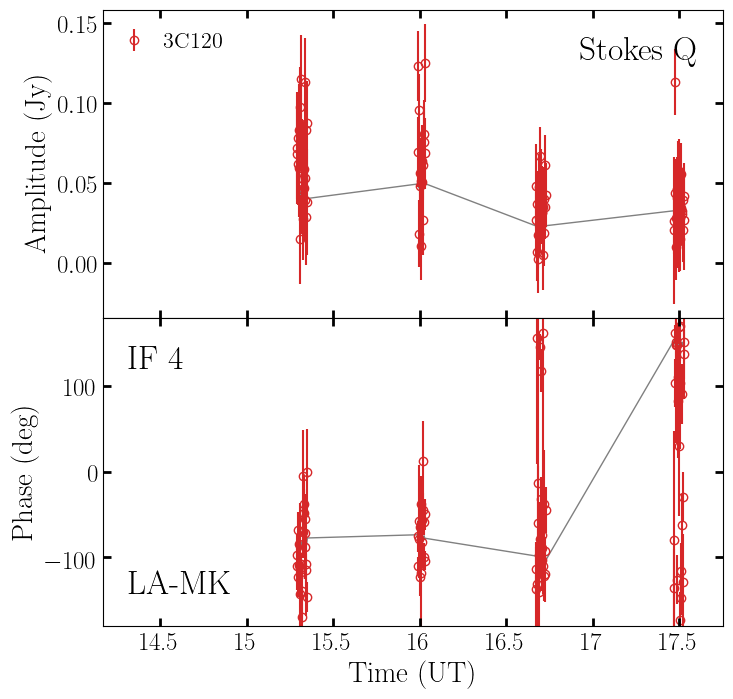 0.15
0.10
0.05
0.00
Amplitude (Jy)
3C120
Stokes Q
100
0
−100
Phase (deg)
IF 4
LA-MK
14.5 15 15.5 16 16.5 17 17.5
Time (UT)